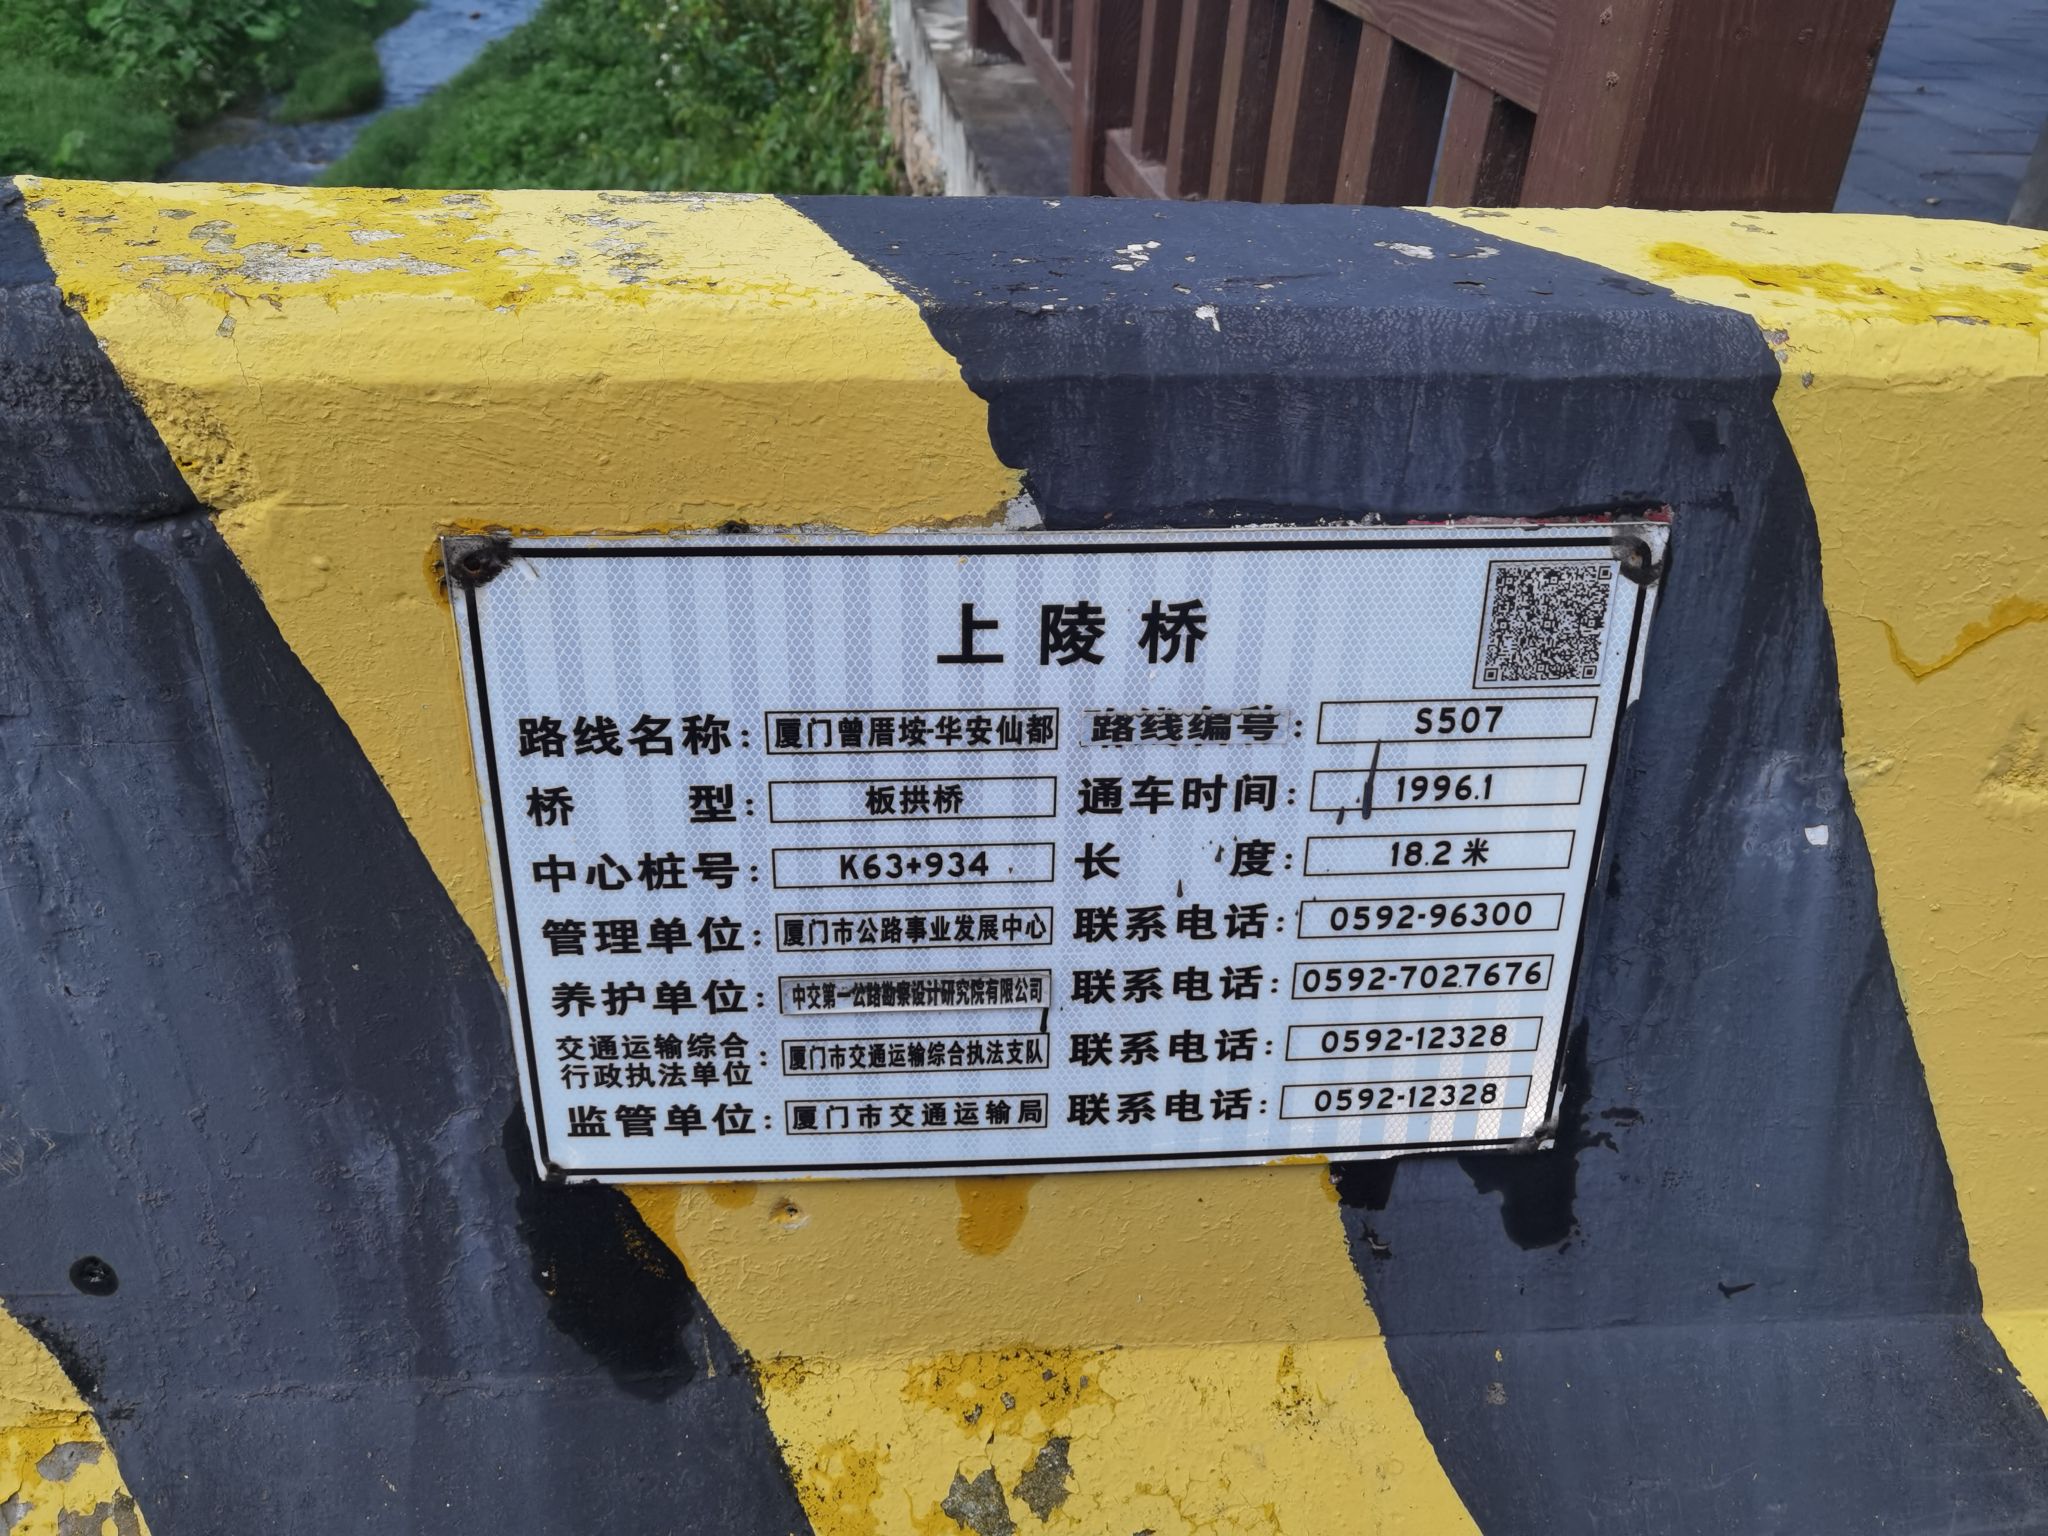 上陵桥
路线名称: 厦门曾厝垵-华安仙都 路线编号: S507
桥 型: 板拱桥 通车时间: 1996.1
中心桩号: K63+934 长 度: 18.2米
管理单位: 厦门市公路事业发展中心 联系电话: 0592-96300
养护单位: 中交第一公路勘察设计研究院有限公司 联系电话: 0592-7027676
交通运输综合
行政执法单位: 厦门市交通运输综合执法支队 联系电话: 0592-12328
监管单位: 厦门市交通运输局 联系电话: 0592-12328